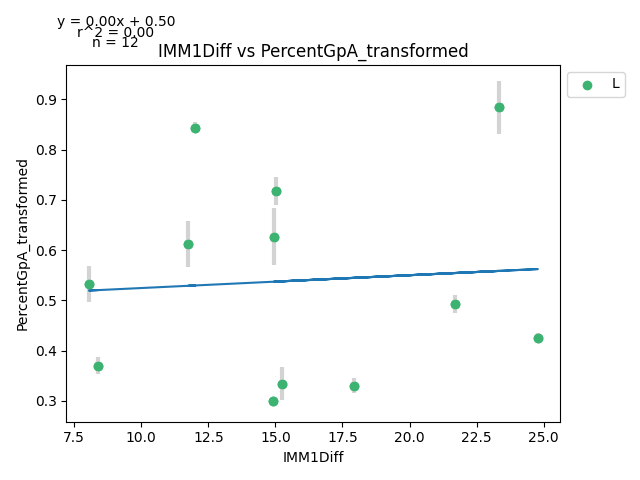 y = 0.00x + 0.50
r^2 = 0.00
n = 12
IMM1Diff vs PercentGpA_transformed
L
PercentGpA_transformed
0.9
0.8
0.7
0.6
0.5
0.4
0.3
7.5 10.0 12.5 15.0 17.5 20.0 22.5 25.0
IMM1Diff